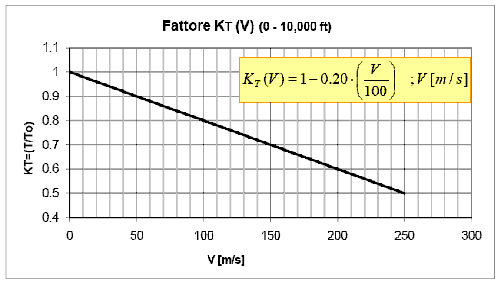 Fattore KT (V) (0 - 10,000 ft)
K_T (V) = 1 − 0.20 · (V / 100) ; V [m / s]
KT=(T/To)
1.1
1
0.9
0.8
0.7
0.6
0.5
0.4
0 50 100 150 200 250 300
V [m/s]